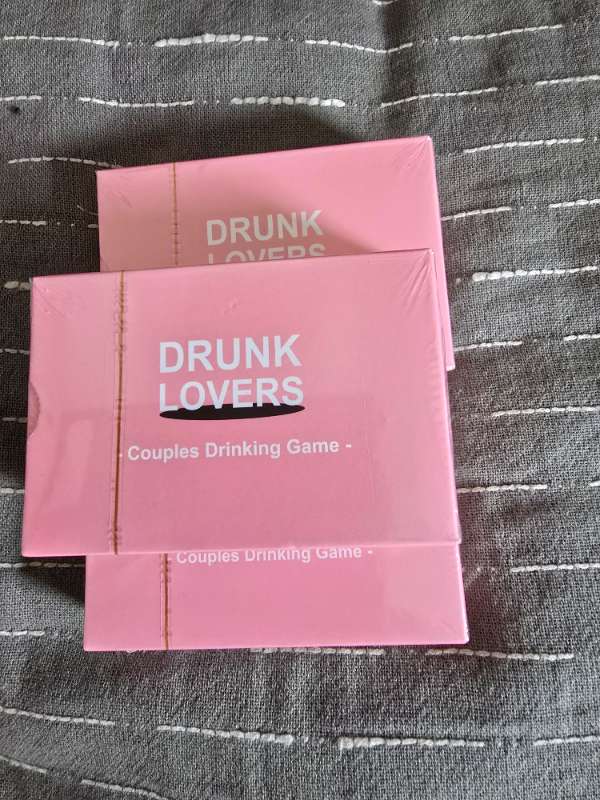 DRUNK
LOVERS
DRUNK
LOVERS
- Couples Drinking Game -
Couples Drinking Game -